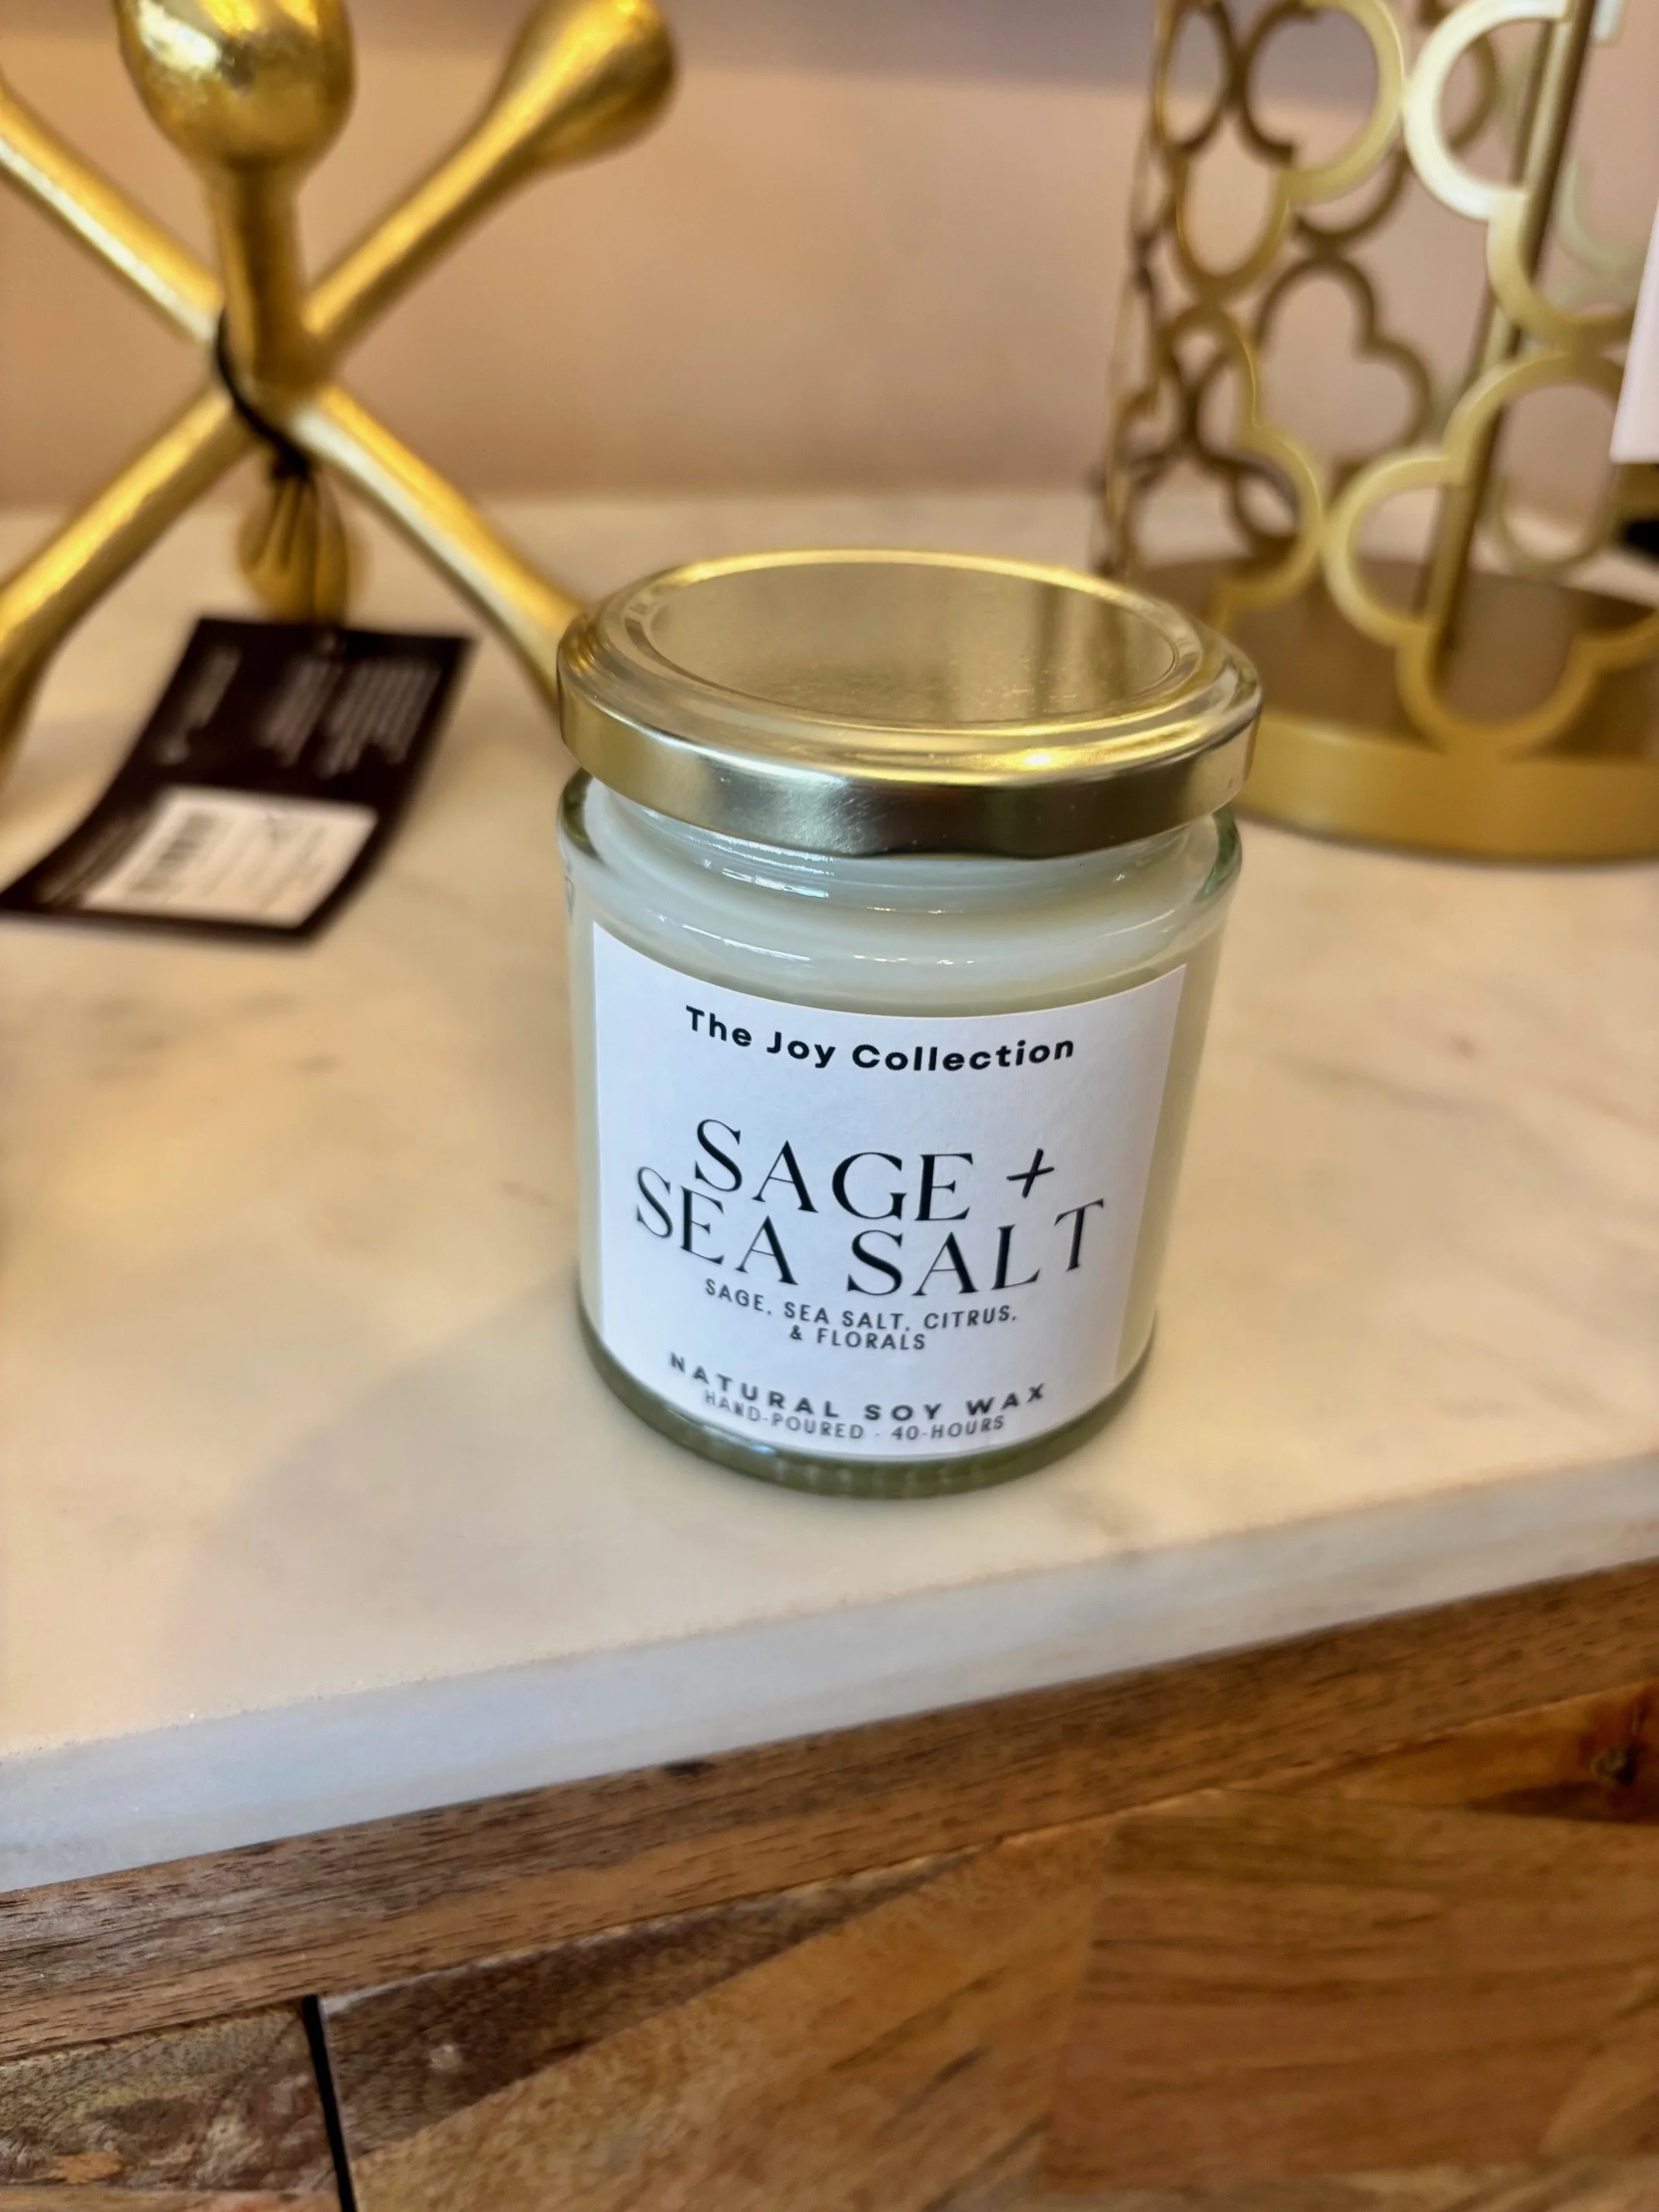 The Joy Collection
SAGE +
SEA SALT
SAGE, SEA SALT, CITRUS,
& FLORALS
NATURAL SOY WAX
HAND-POURED · 40-HOURS